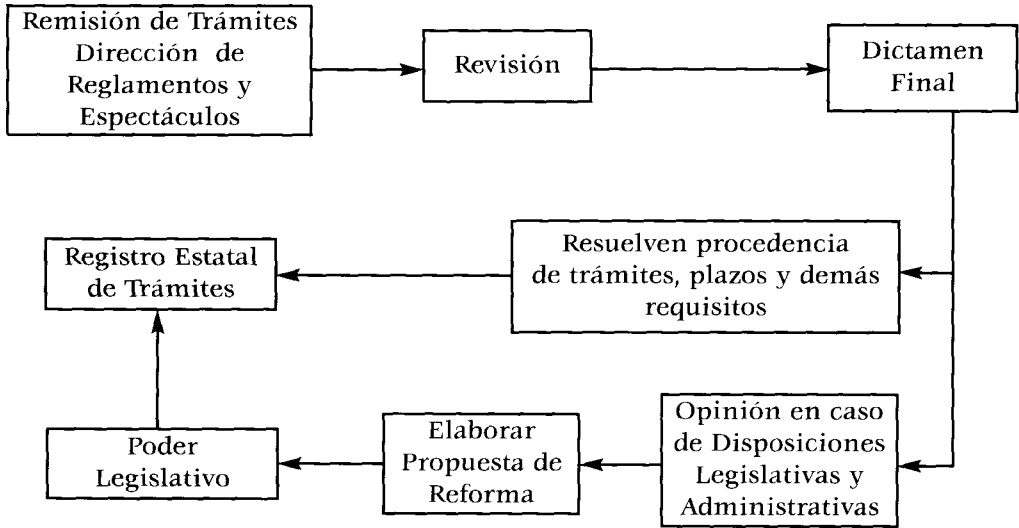 Remisión de Trámites
Dirección de
Reglamentos y
Espectáculos
Revisión
Dictamen
Final
Resuelven procedencia
de trámites, plazos y demás
requisitos
Registro Estatal
de Trámites
Opinión en caso
de Disposiciones
Legislativas y
Administrativas
Elaborar
Propuesta de
Reforma
Poder
Legislativo